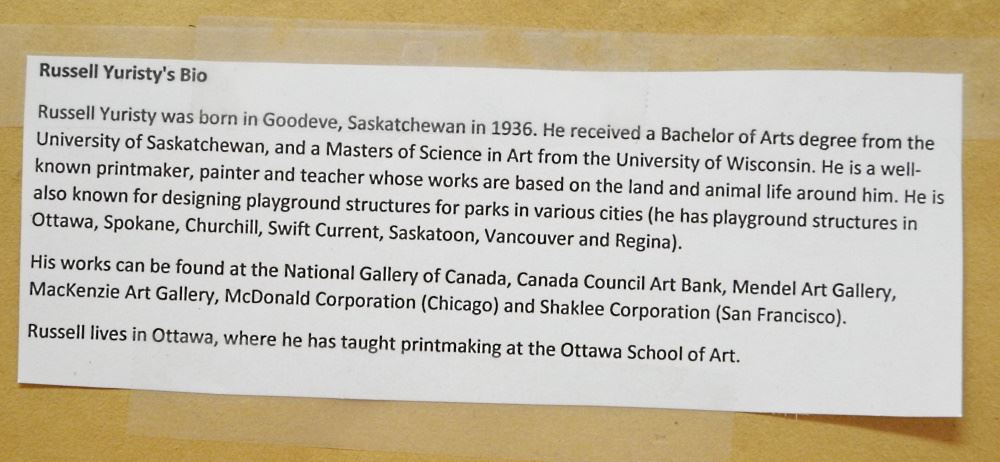 Russell Yuristy's Bio
Russell Yuristy was born in Goodeve, Saskatchewan in 1936. He received a Bachelor of Arts degree from the
University of Saskatchewan, and a Masters of Science in Art from the University of Wisconsin. He is a well-
known printmaker, painter and teacher whose works are based on the land and animal life around him. He is
also known for designing playground structures for parks in various cities (he has playground structures in
Ottawa, Spokane, Churchill, Swift Current, Saskatoon, Vancouver and Regina).
His works can be found at the National Gallery of Canada, Canada Council Art Bank, Mendel Art Gallery,
MacKenzie Art Gallery, McDonald Corporation (Chicago) and Shaklee Corporation (San Francisco).
Russell lives in Ottawa, where he has taught printmaking at the Ottawa School of Art.